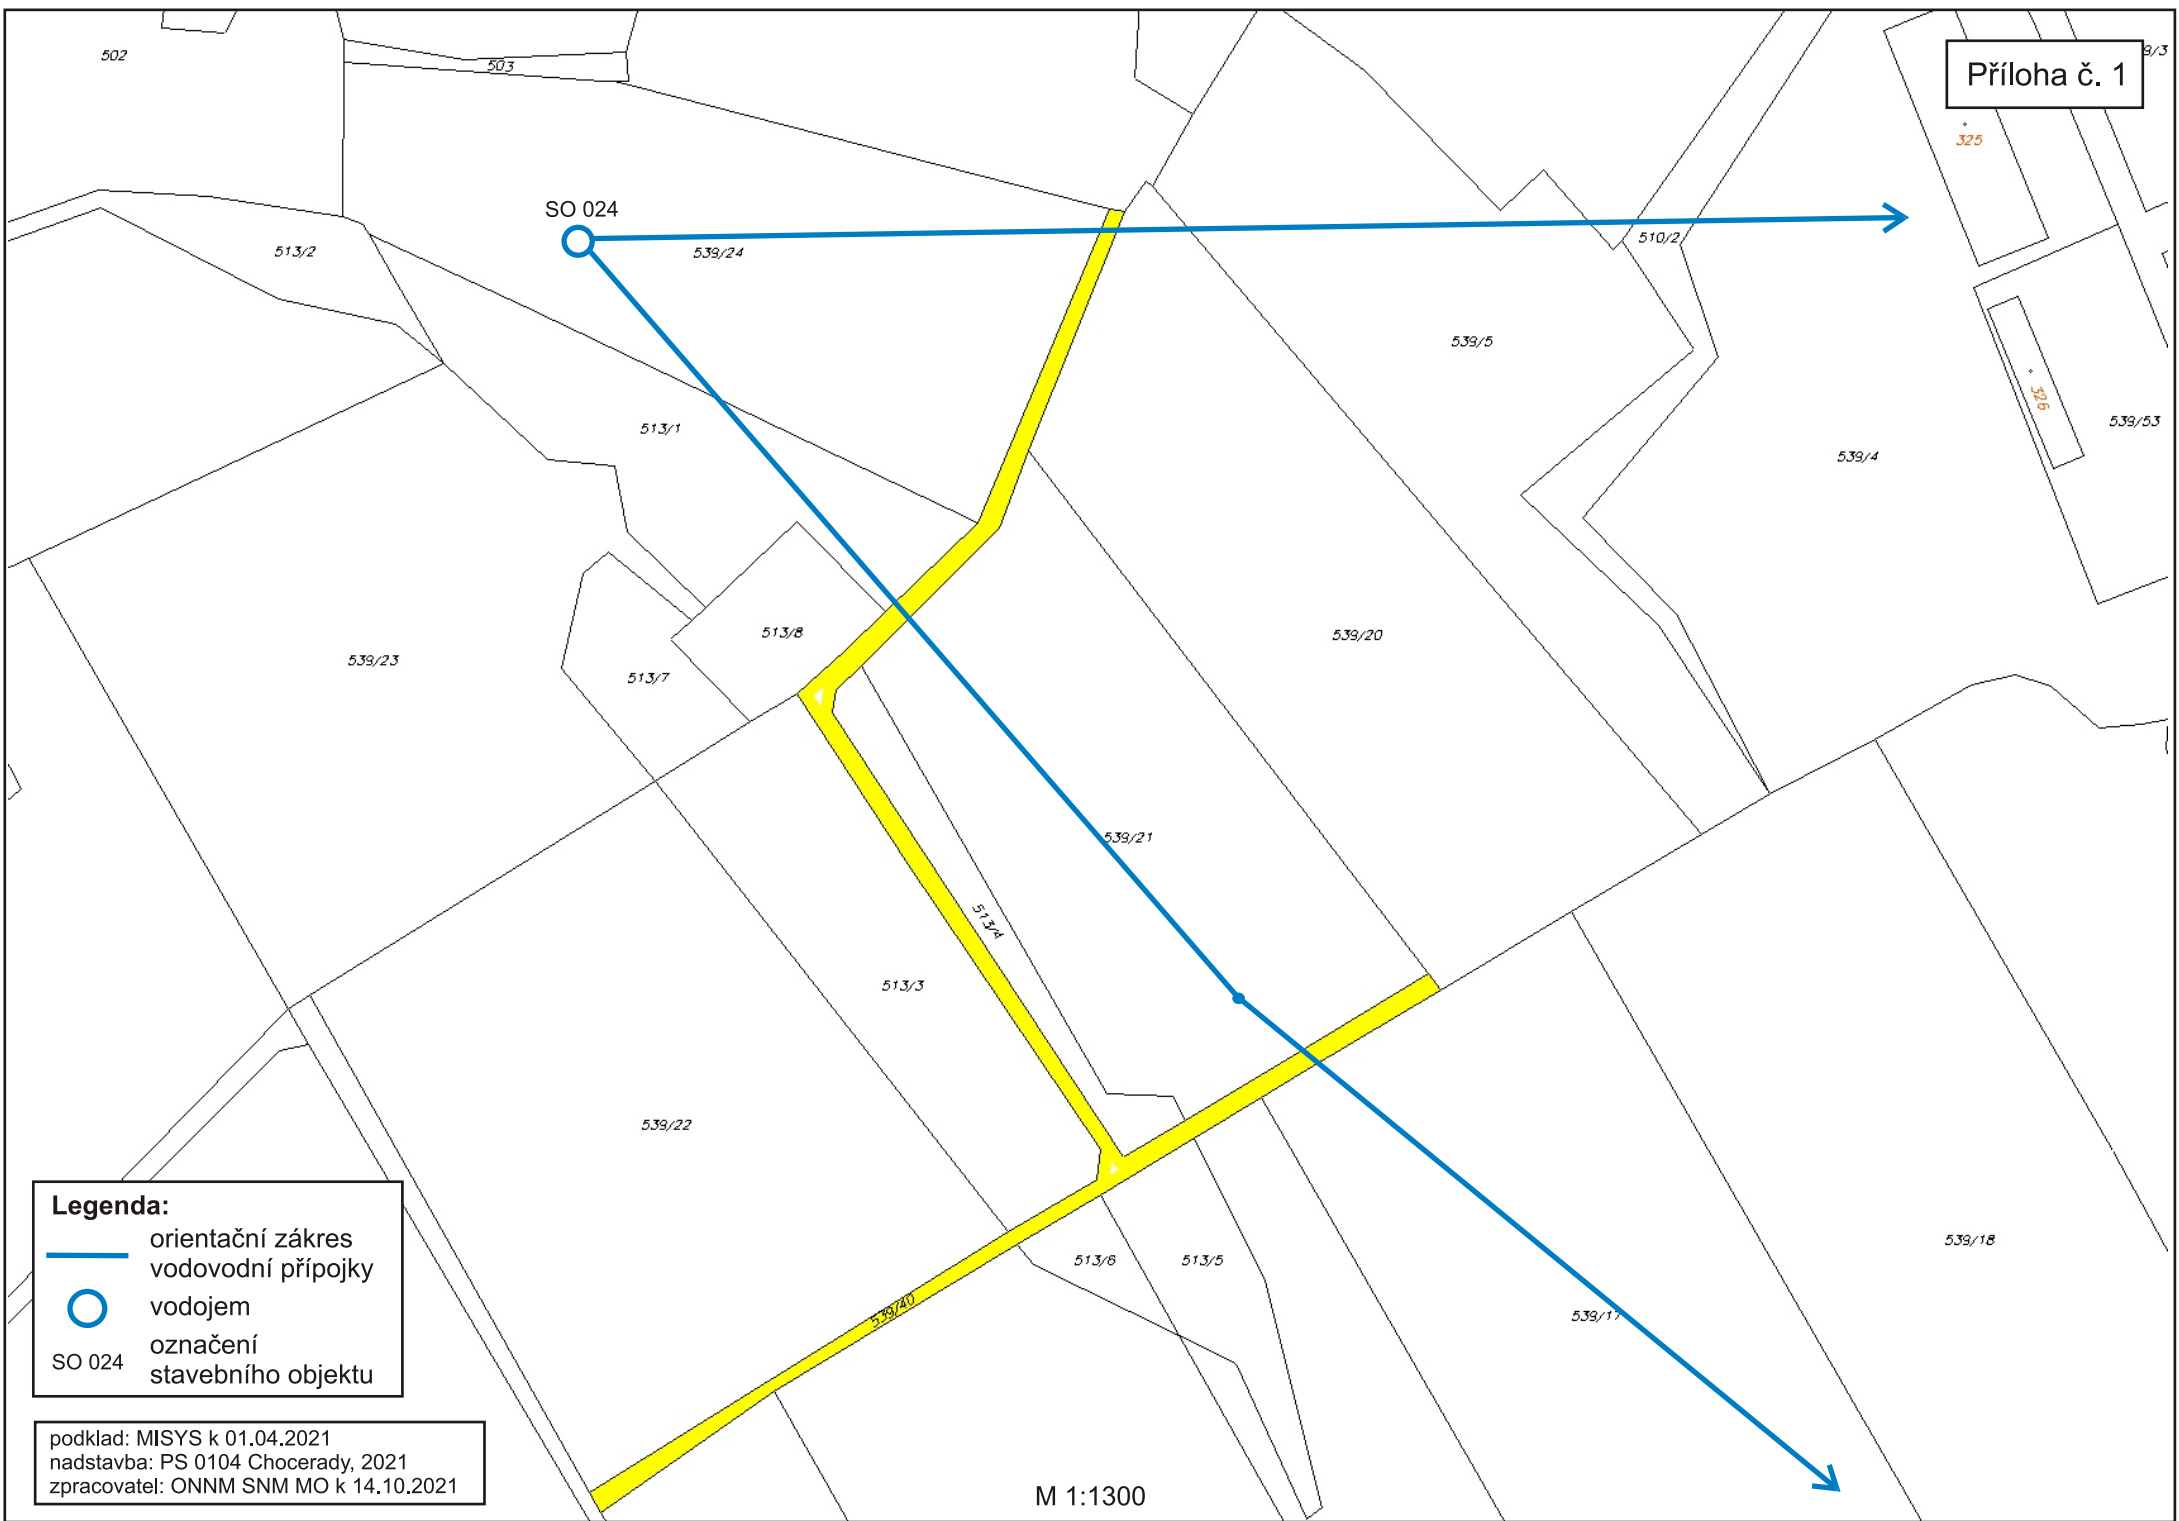 502
503
Příloha č. 1
325
SO 024
513/2
539/24
510/2
539/5
326
513/1
539/53
539/4
513/8
539/20
539/23
513/7
539/21
513/4
513/3
539/22
539/18
513/6
513/5
539/40
539/17
Legenda:
orientační zákres
vodovodní přípojky
vodojem
SO 024
označení
stavebního objektu
podklad: MISYS k 01.04.2021
nadstavba: PS 0104 Chocerady, 2021
zpracovatel: ONNM SNM MO k 14.10.2021
M 1:1300